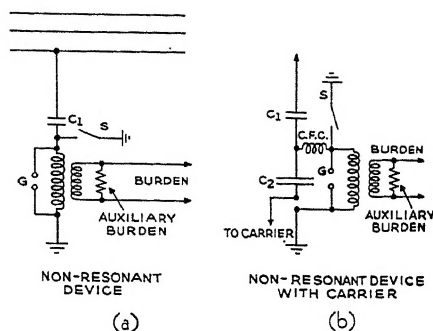 C1
S
G
BURDEN
AUXILIARY
BURDEN
NON-RESONANT
DEVICE
(a)
S
C1
C.F.C.
C2
G
BURDEN
AUXILIARY
BURDEN
TO CARRIER
NON-RESONANT DEVICE
WITH CARRIER
(b)